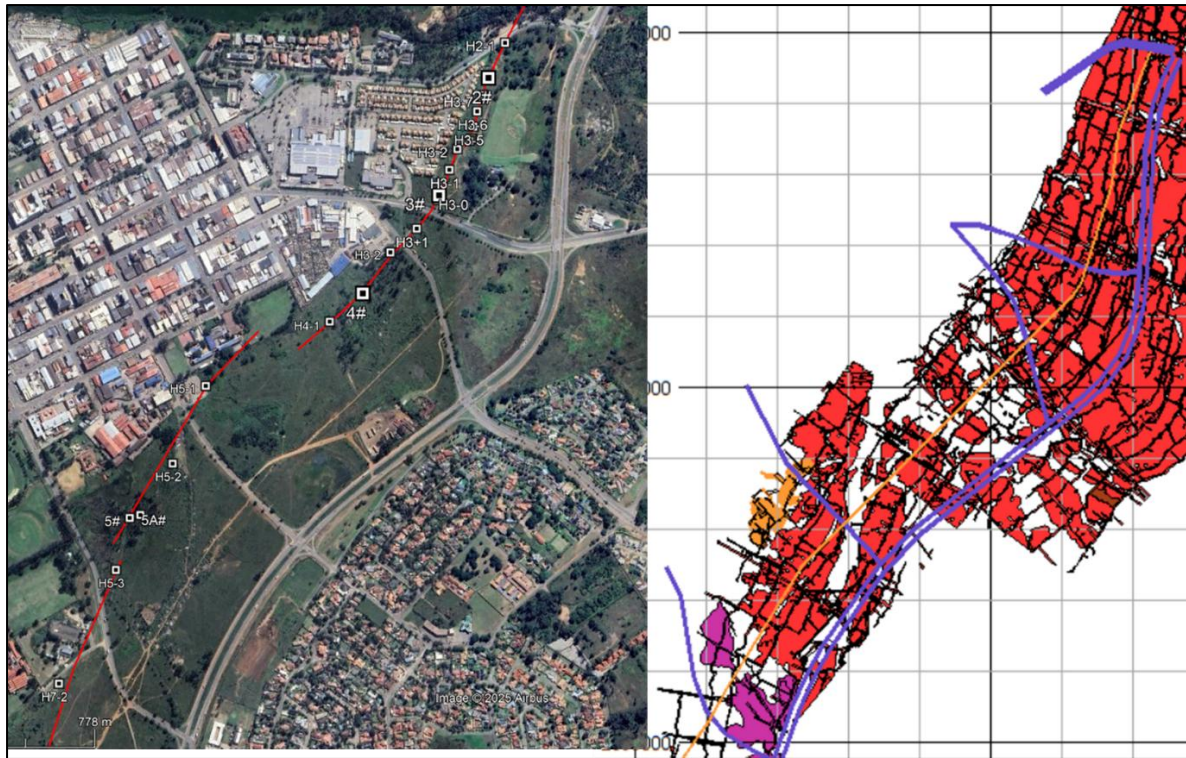 H2-1
2#
H3-7
H3-6
H3-5
H3-2
H3-1
3#
H3-0
H3+1
H3-2
4#
H4-1
H5-1
H5-2
5# 5A#
H5-3
H7-2
778 m
Image © 2025 Airbus
000
000
000